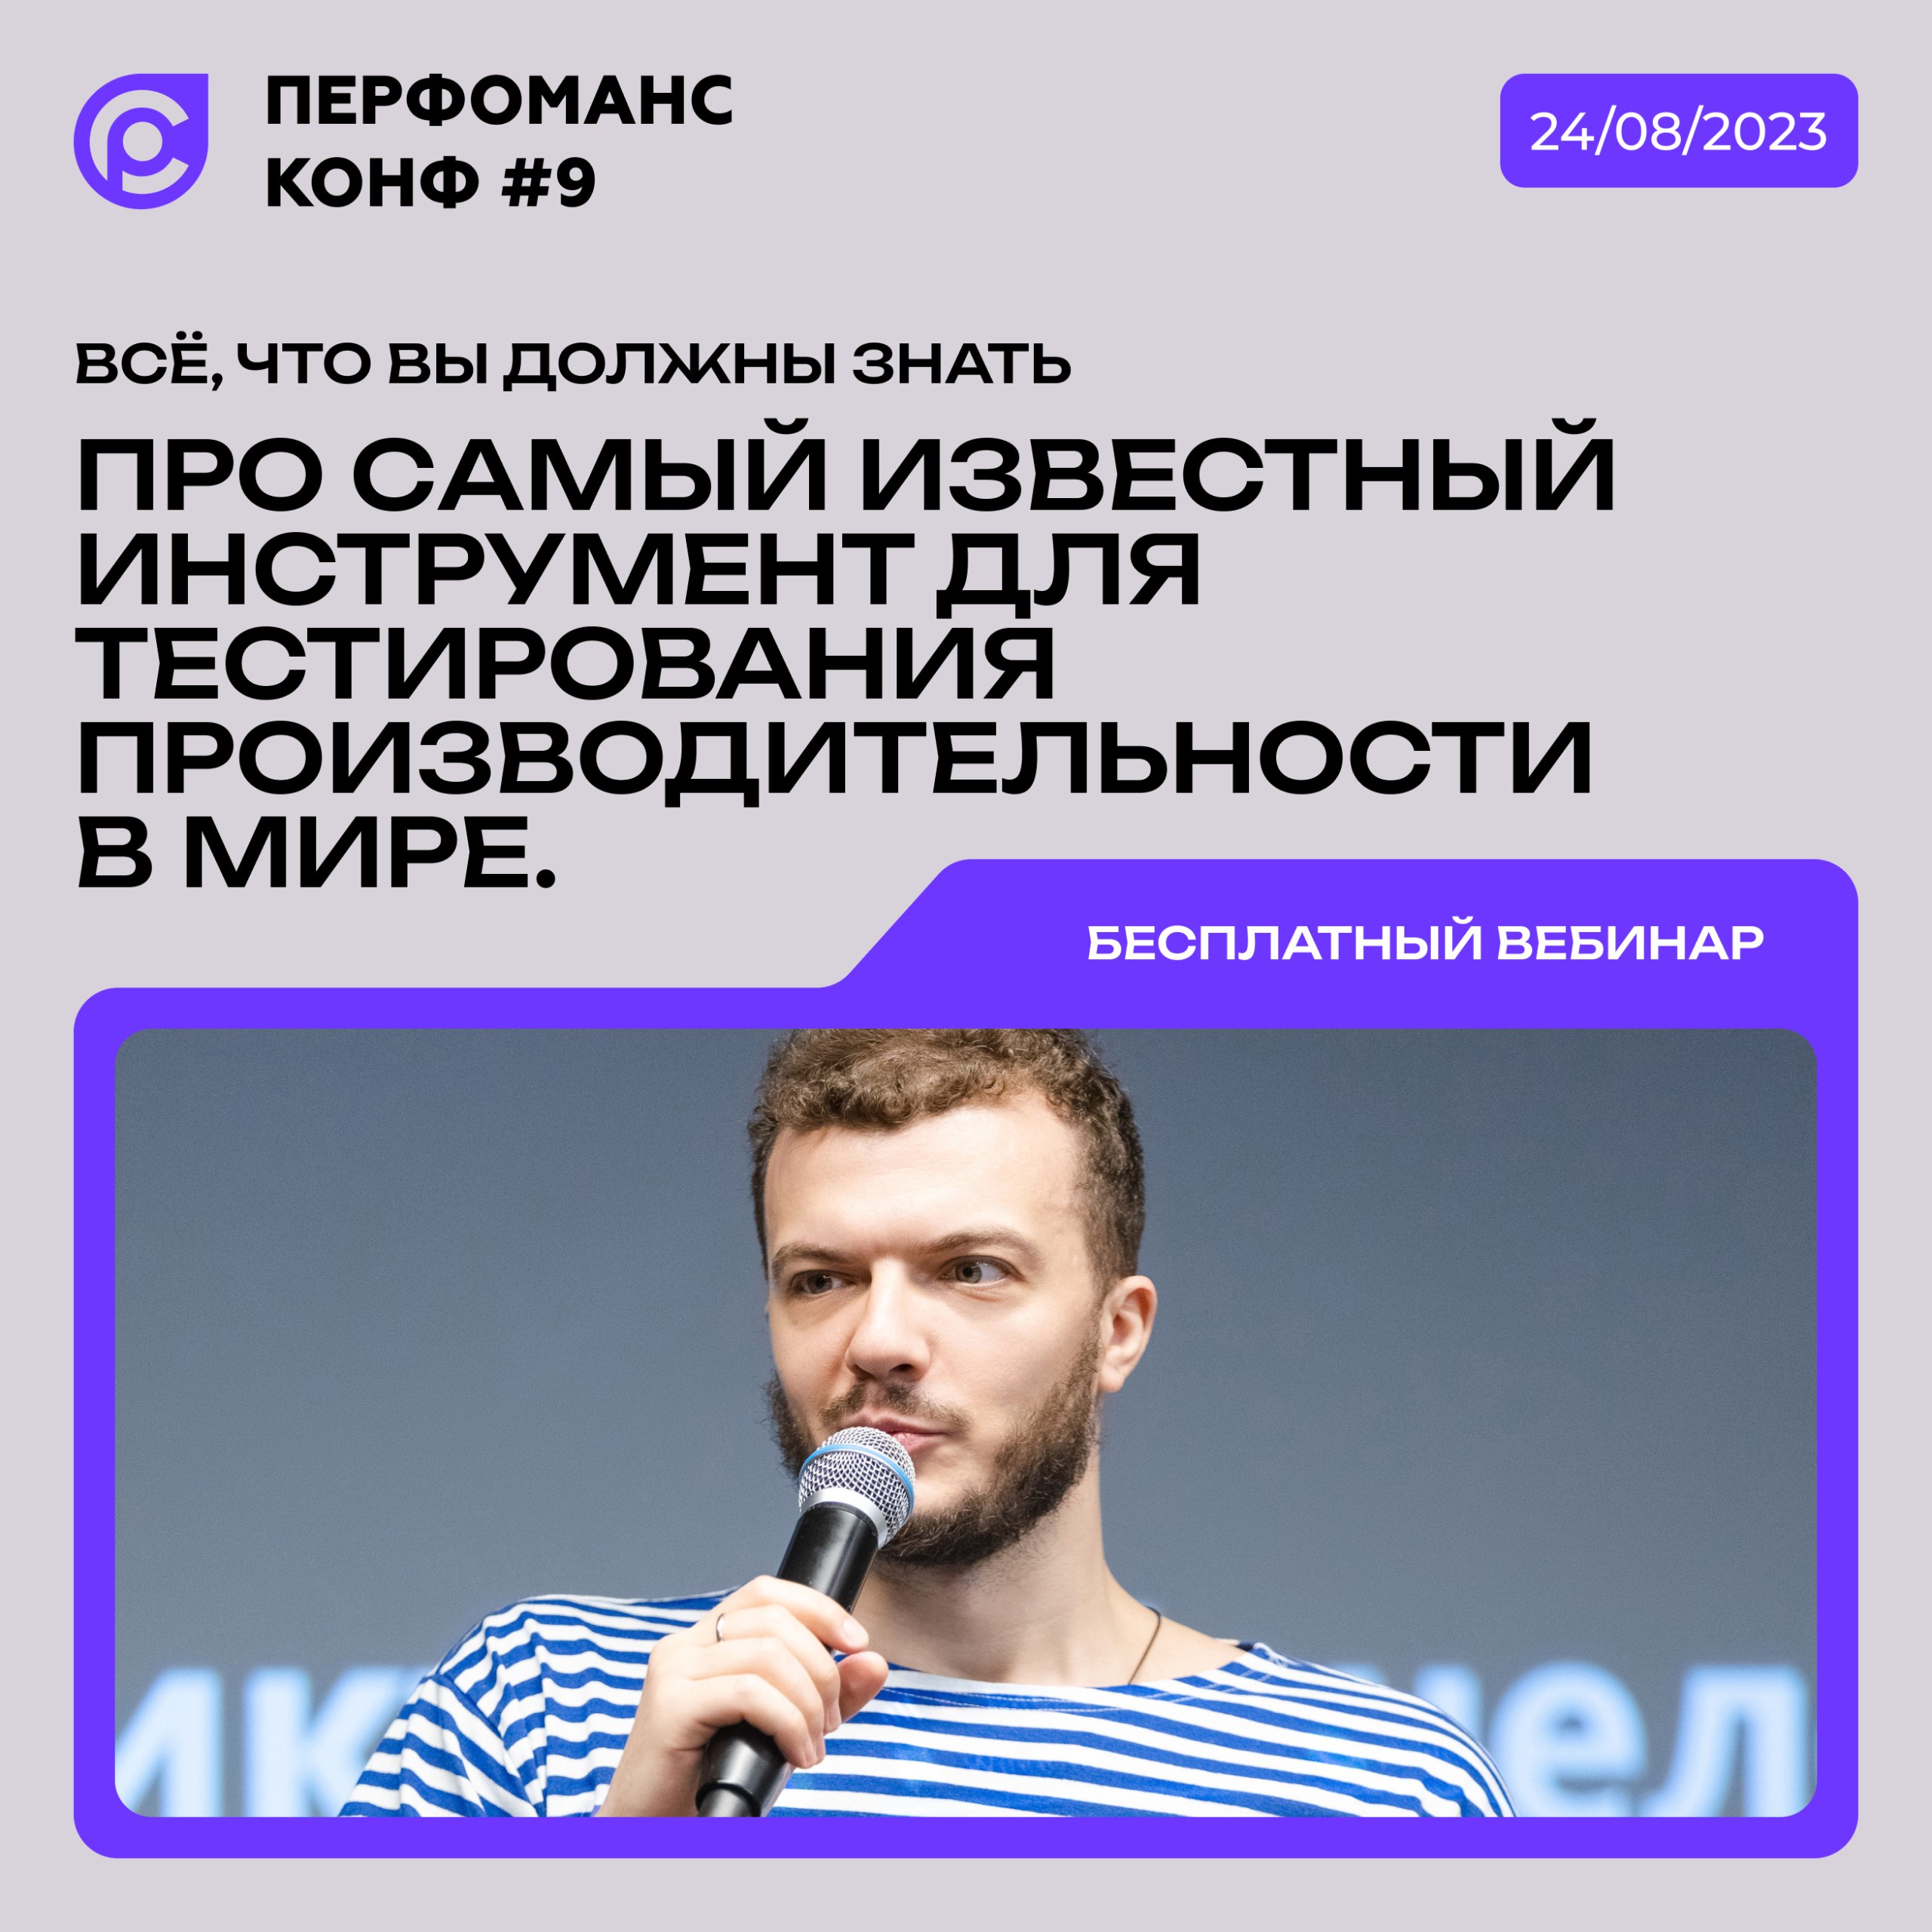 ПЕРФОМАНС
КОНФ #9
24/08/2023
ВСЁ, ЧТО ВЫ ДОЛЖНЫ ЗНАТЬ
ПРО САМЫЙ ИЗВЕСТНЫЙ
ИНСТРУМЕНТ ДЛЯ
ТЕСТИРОВАНИЯ
ПРОИЗВОДИТЕЛЬНОСТИ
В МИРЕ.
БЕСПЛАТНЫЙ ВЕБИНАР